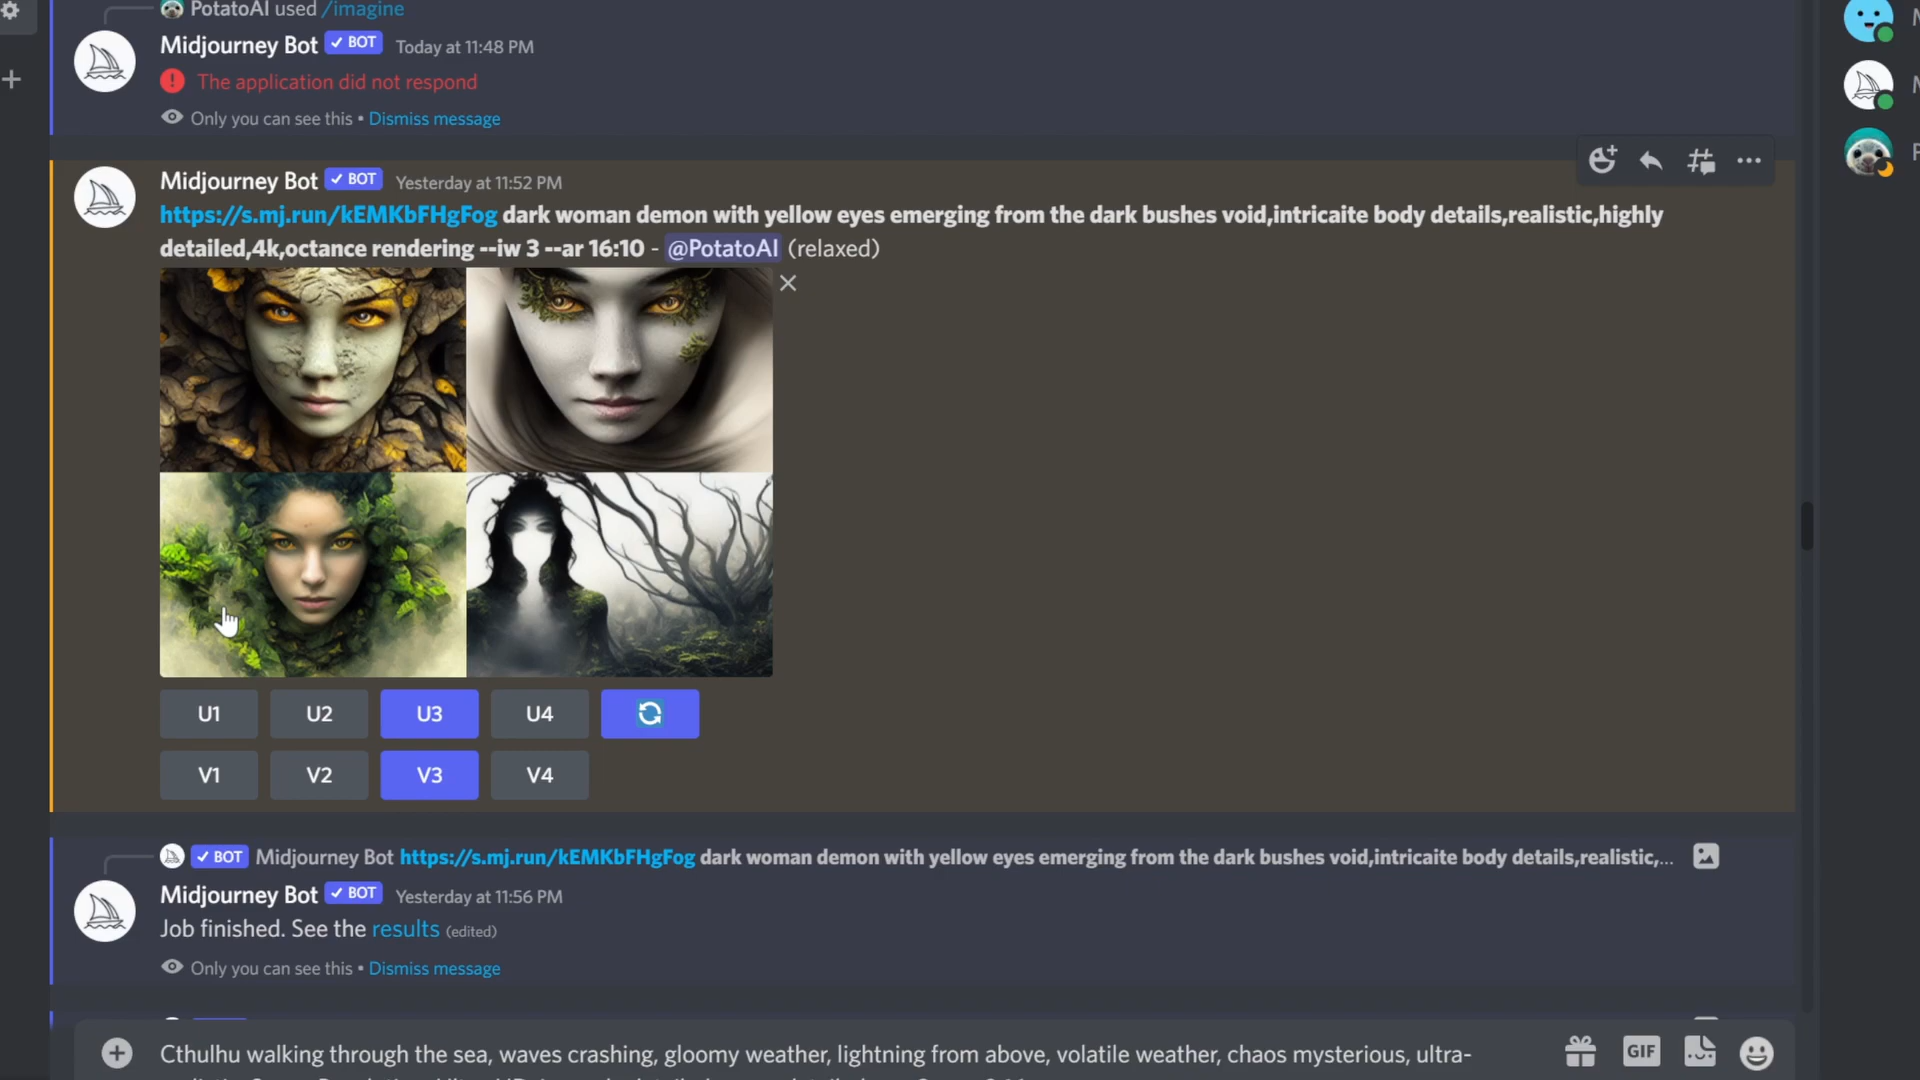 PotatoAI used /imagine
Midjourney Bot ✓ BOT Today at 11:48 PM
The application did not respond
Only you can see this • Dismiss message
Midjourney Bot ✓ BOT Yesterday at 11:52 PM
https://s.mj.run/kEMKbFHgFog dark woman demon with yellow eyes emerging from the dark bushes void,intricaite body details,realistic,highly
detailed,4k,octance rendering --iw 3 --ar 16:10 - @PotatoAI (relaxed)
U1 U2 U3 U4
V1 V2 V3 V4
✓ BOT Midjourney Bot https://s.mj.run/kEMKbFHgFog dark woman demon with yellow eyes emerging from the dark bushes void,intricaite body details,realistic,...
Midjourney Bot ✓ BOT Yesterday at 11:56 PM
Job finished. See the results (edited)
Only you can see this • Dismiss message
Cthulhu walking through the sea, waves crashing, gloomy weather, lightning from above, volatile weather, chaos mysterious, ultra-
GIF